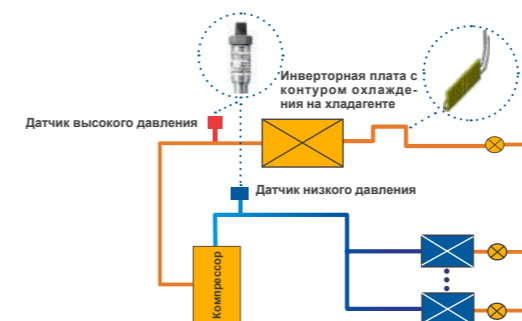 Инверторная плата с
контуром охлажде-
ния на хладагенте
Датчик высокого давления
Датчик низкого давления
Компрессор